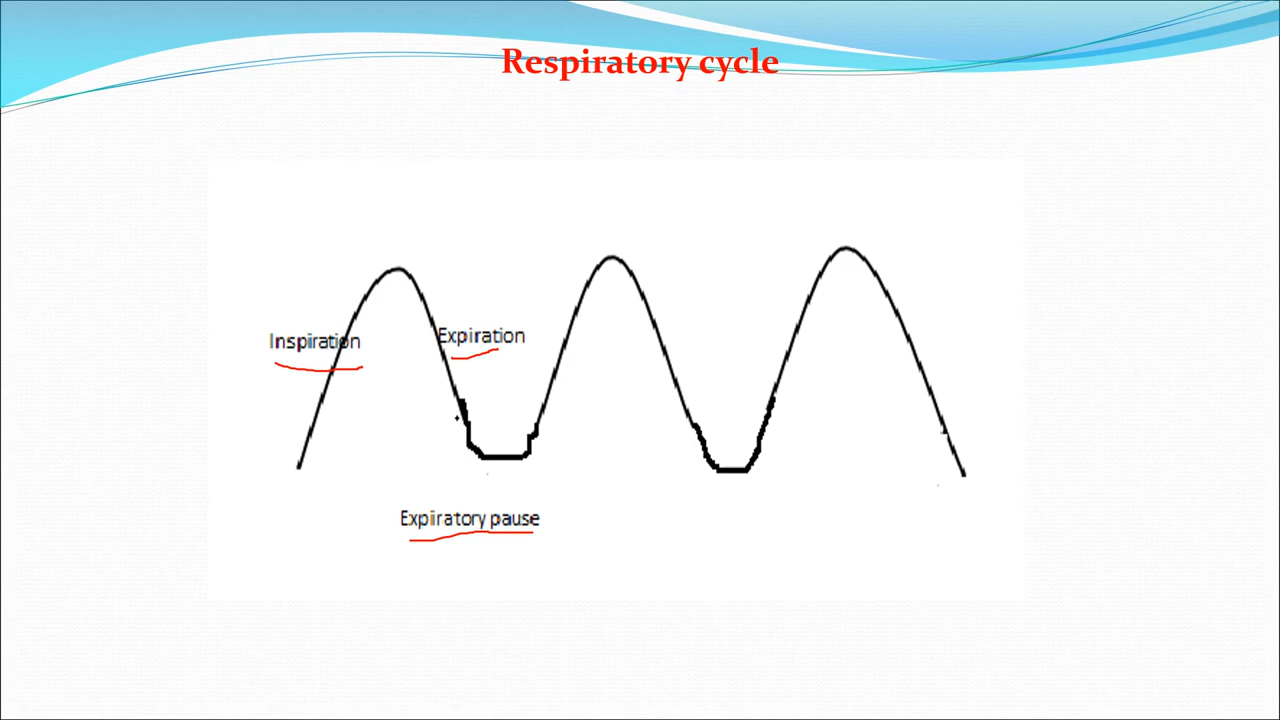 Respiratory cycle
Inspiration
Expiration
Expiratory pause